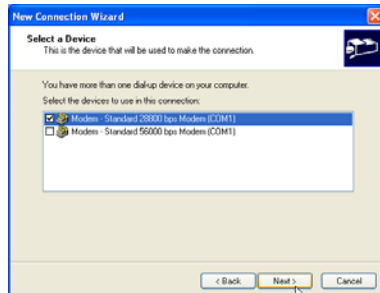 New Connection Wizard
Select a Device
This is the device that will be used to make the connection.
You have more than one dial-up device on your computer.
Select the devices to use in this connection:
Modem - Standard 28800 bps Modem (COM1)
Modem - Standard 56000 bps Modem (COM1)
< Back
Next >
Cancel